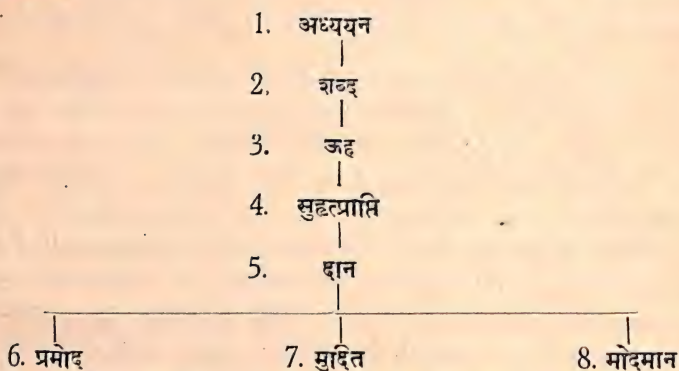 1. अध्ययन
2. शब्द
3. ऊह
4. सुहृत्प्राप्ति
5. दान
6. प्रमोद 7. मुदित 8. मोदमान